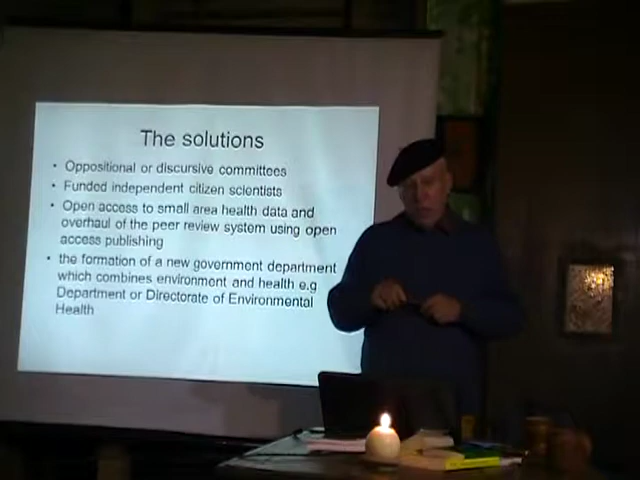 The solutions
• Oppositional or discursive committees
• Funded independent citizen scientists
• Open access to small area health data and
overhaul of the peer review system using open
access publishing
• the formation of a new government department
which combines environment and health e.g
Department or Directorate of Environmental
Health